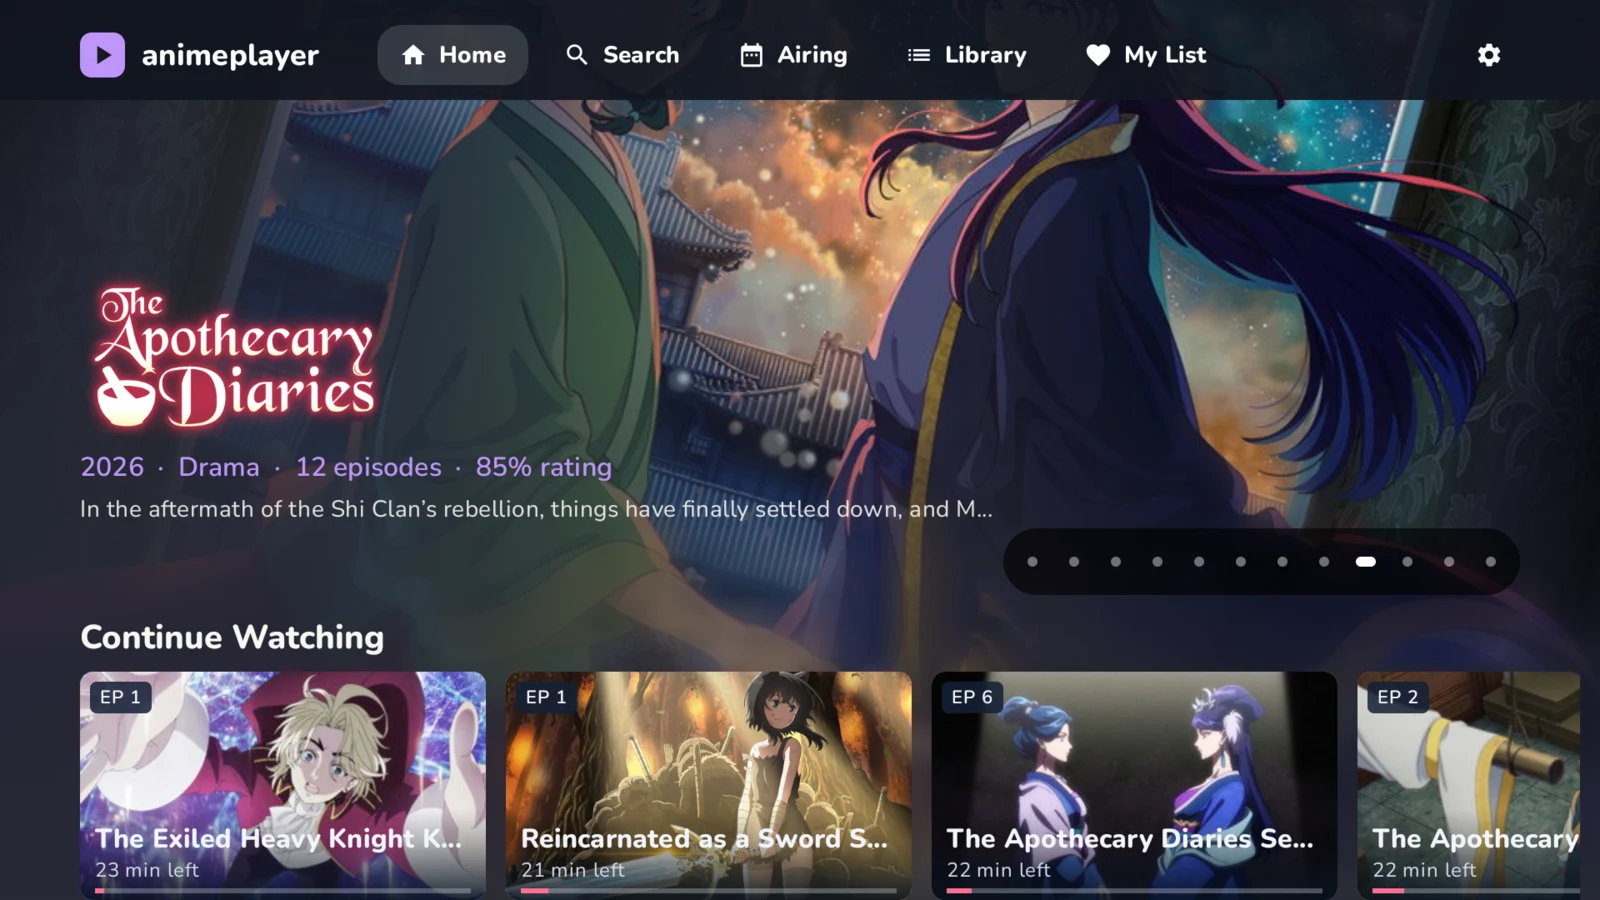 animeplayer
Home
Search
Airing
Library
My List
The
Apothecary
Diaries
2026 · Drama · 12 episodes · 85% rating
In the aftermath of the Shi Clan’s rebellion, things have finally settled down, and M...
Continue Watching
EP 1
The Exiled Heavy Knight K...
23 min left
EP 1
Reincarnated as a Sword S...
21 min left
EP 6
The Apothecary Diaries Se...
22 min left
EP 2
The Apothecary
22 min left